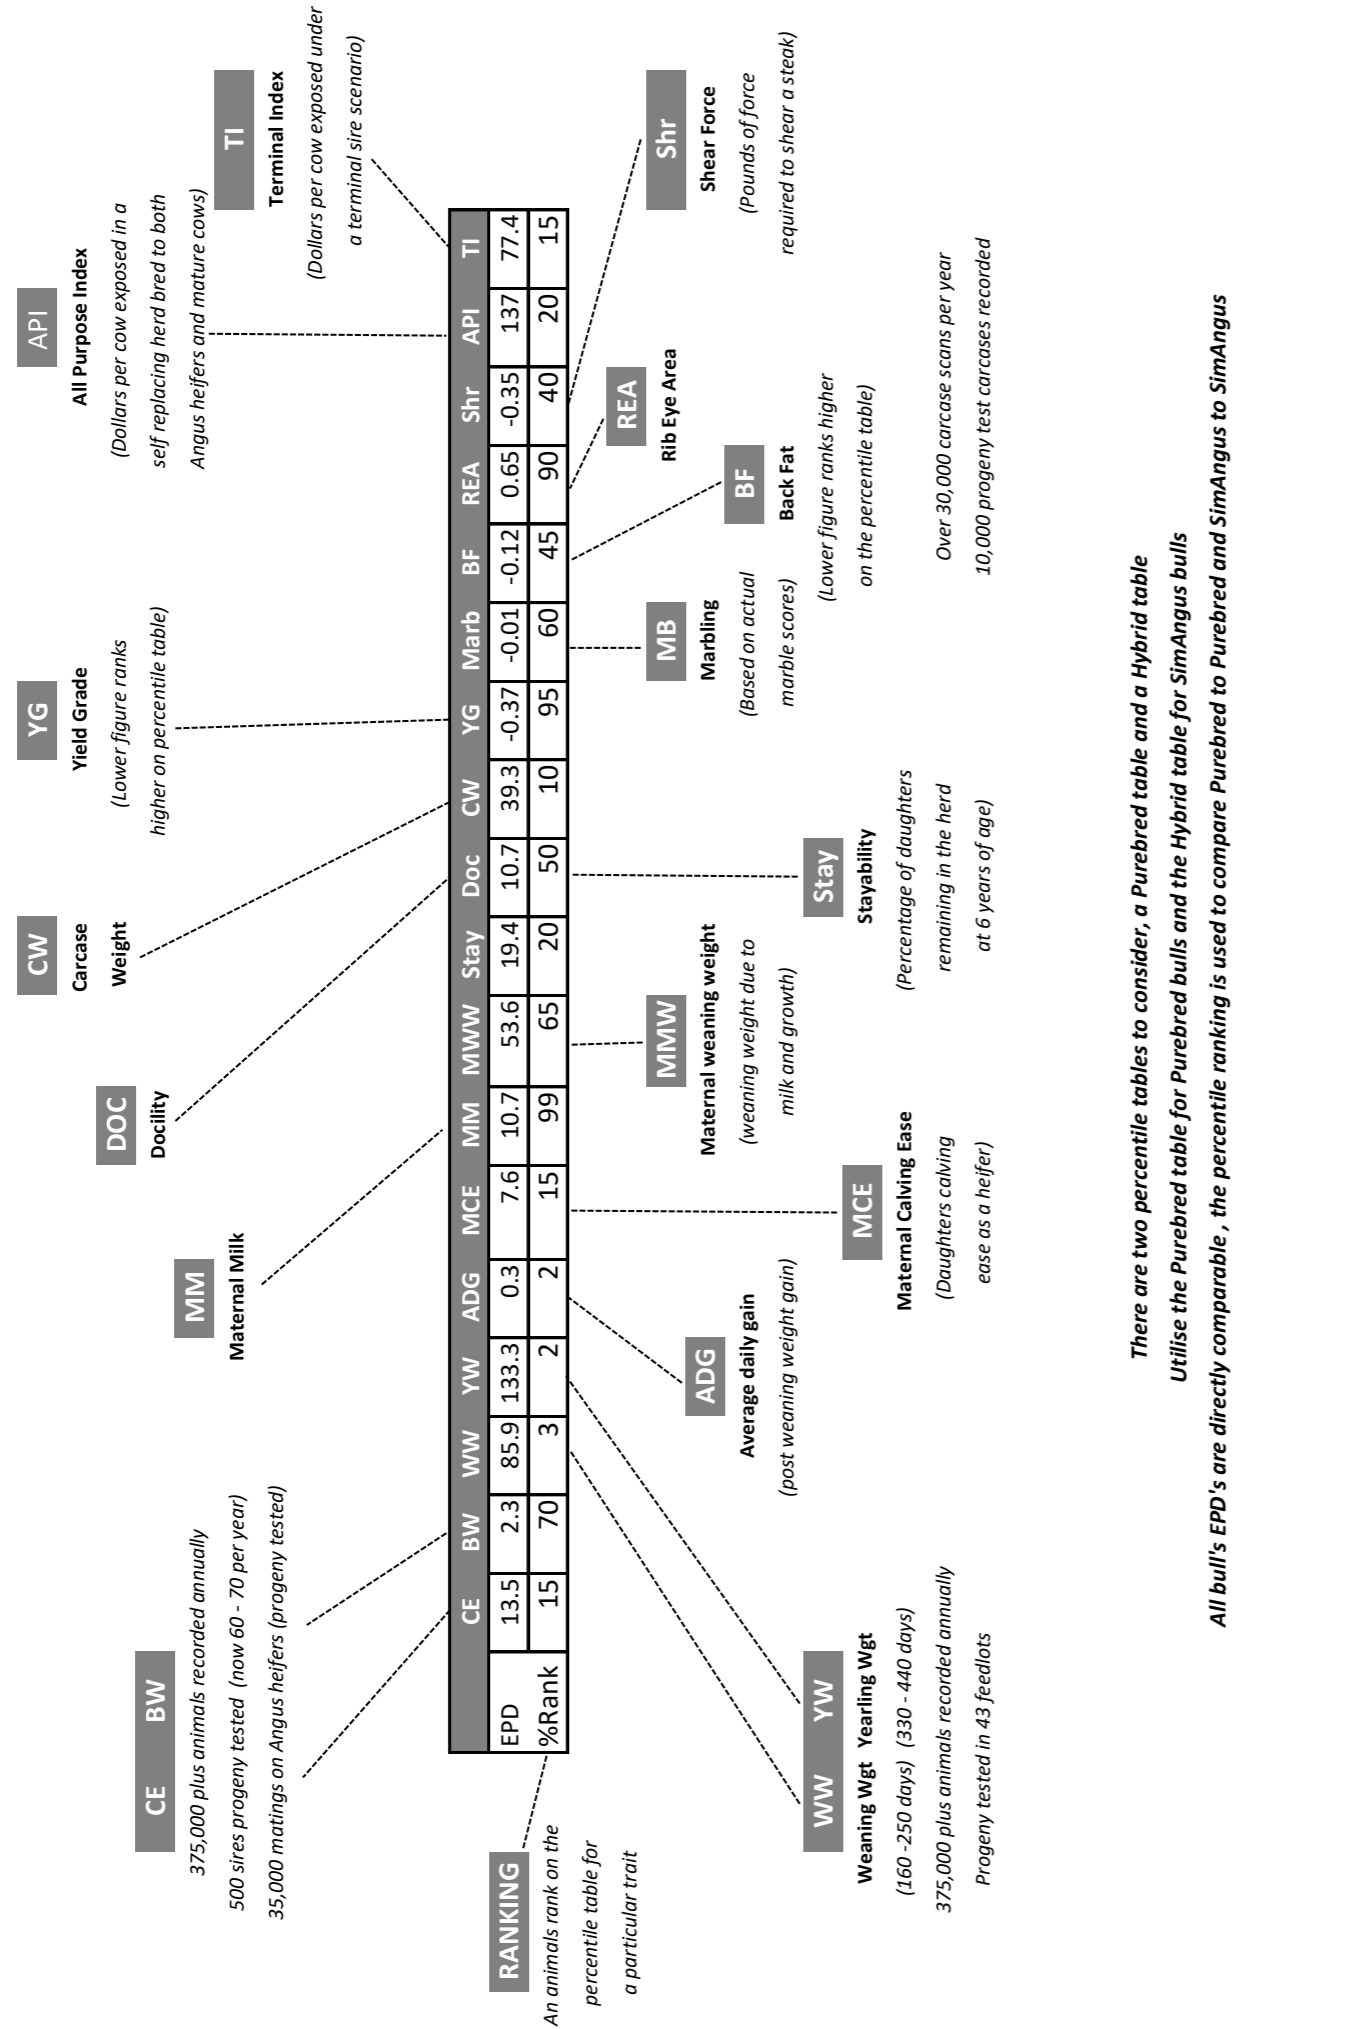 API
All Purpose Index
(Dollars per cow exposed in a
self replacing herd bred to both
Angus heifers and mature cows)
TI
Terminal Index
(Dollars per cow exposed under
a terminal sire scenario)
YG
Yield Grade
(Lower figure ranks
higher on percentile table)
CW
Carcase
Weight
DOC
Docility
MM
Maternal Milk
CE BW
375,000 plus animals recorded annually
500 sires progeny tested (now 60 - 70 per year)
35,000 matings on Angus heifers (progeny tested)
CE BW WW YW ADG MCE MM MWW Stay Doc CW YG Marb BF REA Shr API TI
EPD 13.5 2.3 85.9 133.3 0.3 7.6 10.7 53.6 19.4 10.7 39.3 -0.37 -0.01 -0.12 0.65 -0.35 137 77.4
%Rank 15 70 3 2 2 15 99 65 20 50 10 95 60 45 90 40 20 15
RANKING
An animals rank on the
percentile table for
a particular trait
WW YW
Weaning Wgt Yearling Wgt
(160 -250 days) (330 - 440 days)
375,000 plus animals recorded annually
Progeny tested in 43 feedlots
ADG
Average daily gain
(post weaning weight gain)
MCE
Maternal Calving Ease
(Daughters calving
ease as a heifer)
MMW
Maternal weaning weight
(weaning weight due to
milk and growth)
Stay
Stayability
(Percentage of daughters
remaining in the herd
at 6 years of age)
MB
Marbling
(Based on actual
marble scores)
BF
Back Fat
(Lower figure ranks higher
on the percentile table)
REA
Rib Eye Area
Shr
Shear Force
(Pounds of force
required to shear a steak)
Over 30,000 carcase scans per year
10,000 progeny test carcases recorded
There are two percentile tables to consider, a Purebred table and a Hybrid table
Utilise the Purebred table for Purebred bulls and the Hybrid table for SimAngus bulls
All bull's EPD's are directly comparable , the percentile ranking is used to compare Purebred to Purebred and SimAngus to SimAngus